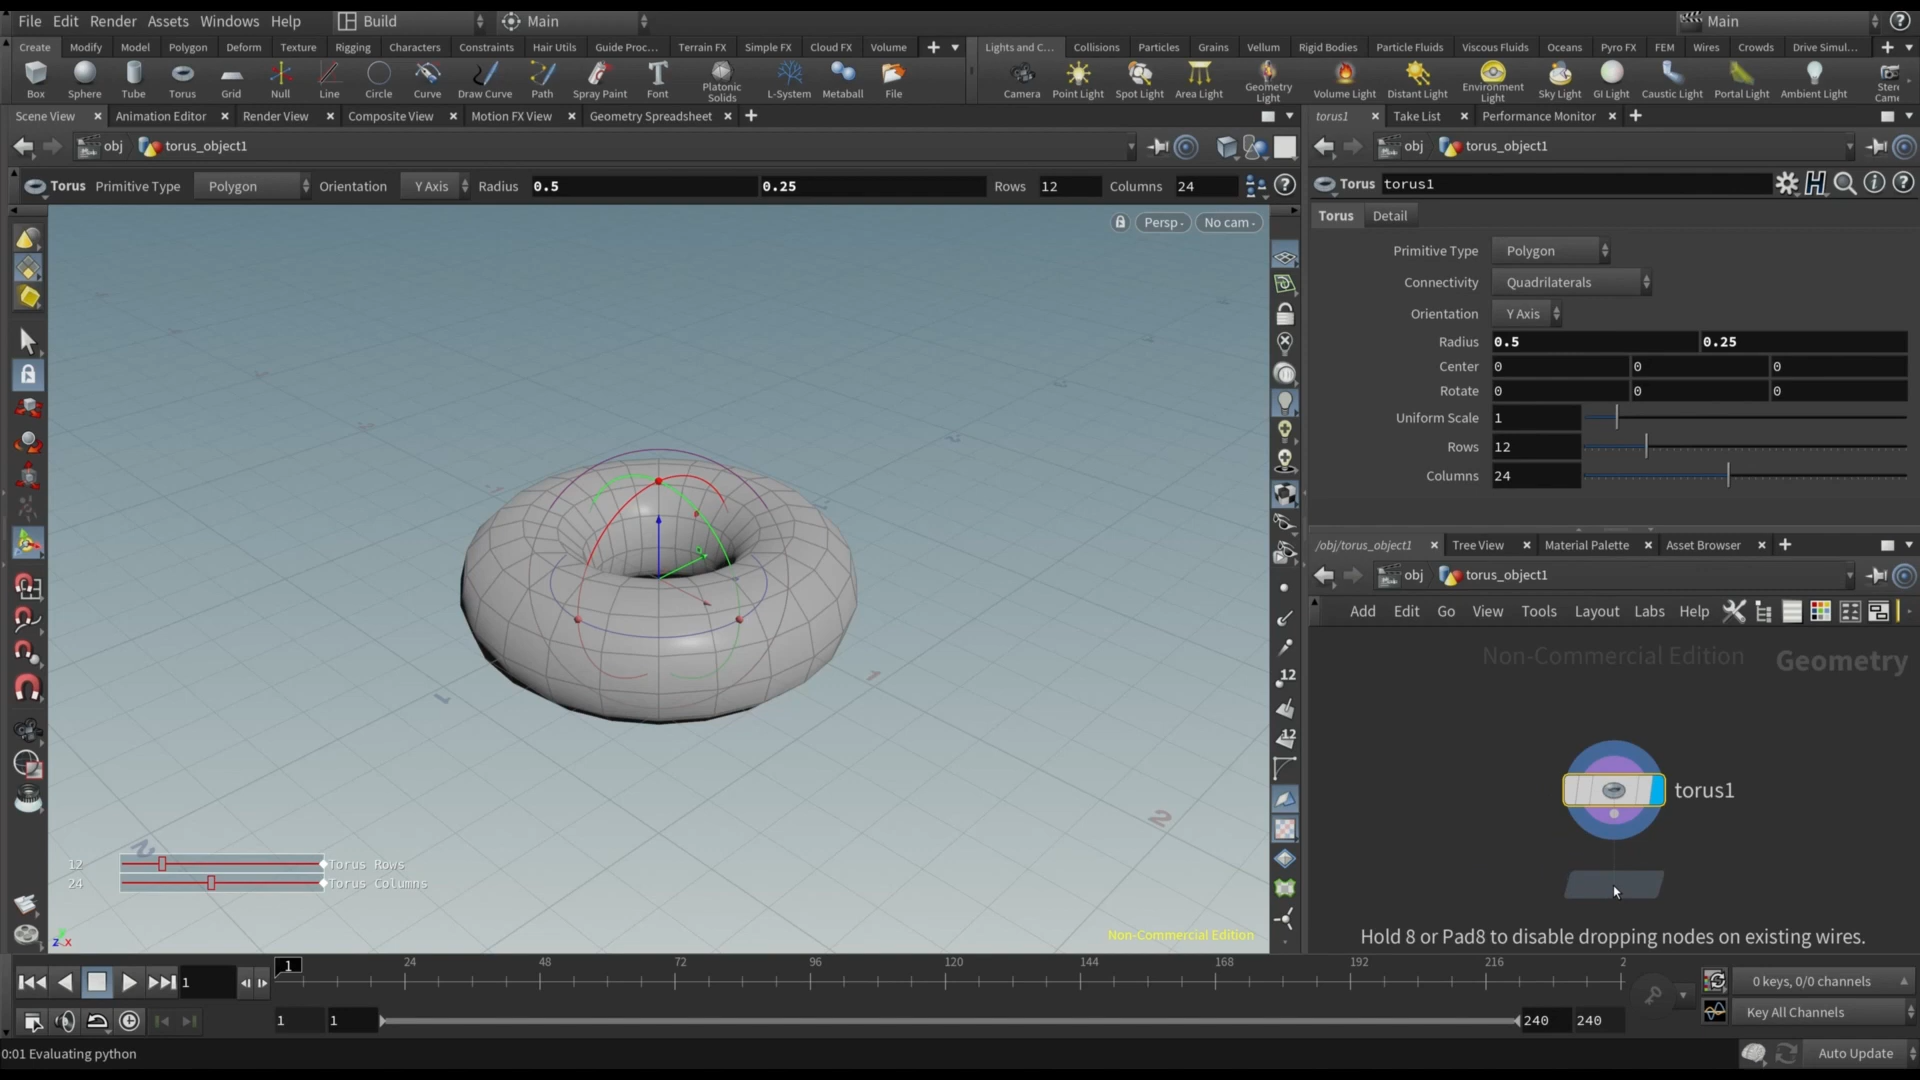 File Edit Render Assets Windows Help Build Main Main
Create Modify Model Polygon Deform Texture Rigging Characters Constraints Hair Utils Guide Proc... Terrain FX Simple FX Cloud FX Volume Lights and C... Collisions Particles Grains Vellum Rigid Bodies Particle Fluids Viscous Fluids Oceans Pyro FX FEM Wires Crowds Drive Simul...
Box Sphere Tube Torus Grid Null Line Circle Curve Draw Curve Path Spray Paint Font Platonic Solids L-System Metaball File Camera Point Light Spot Light Area Light Geometry Light Volume Light Distant Light Environment Light Sky Light GI Light Caustic Light Portal Light Ambient Light Stere Came
Scene View Animation Editor Render View Composite View Motion FX View Geometry Spreadsheet
obj torus_object1
Torus Primitive Type Polygon Orientation Y Axis Radius 0.5 0.25 Rows 12 Columns 24
Persp No cam
12 Torus Rows
24 Torus Columns
1
1
2
2
z x
Non-Commercial Edition
12
12
torus1 Take List Performance Monitor
obj torus_object1
Torus torus1
Torus Detail
Primitive Type Polygon
Connectivity Quadrilaterals
Orientation Y Axis
Radius 0.5 0.25
Center 0 0 0
Rotate 0 0 0
Uniform Scale 1
Rows 12
Columns 24
/obj/torus_object1 Tree View Material Palette Asset Browser
obj torus_object1
Add Edit Go View Tools Layout Labs Help
Non-Commercial Edition Geometry
torus1
Hold 8 or Pad8 to disable dropping nodes on existing wires.
1 1 24 48 72 96 120 144 168 192 216 2
0 keys, 0/0 channels
1 1 240 240 Key All Channels
0:01 Evaluating python Auto Update